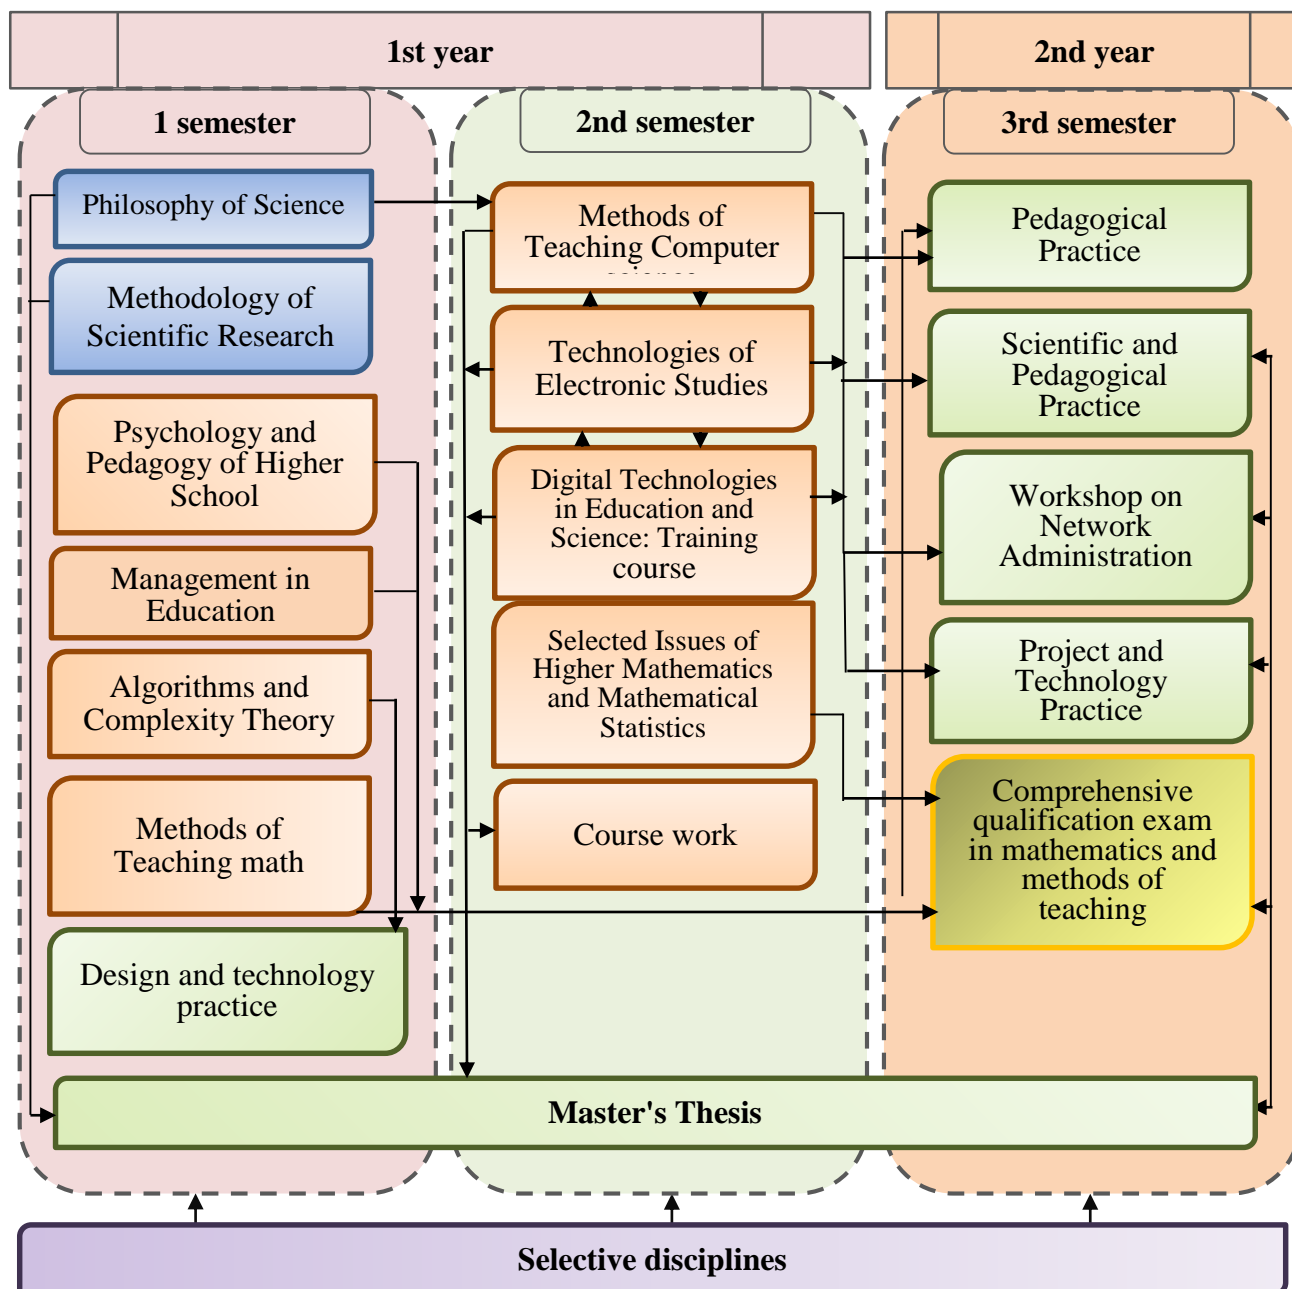 1st year
2nd year
1 semester
2nd semester
3rd semester
Philosophy of Science
Methodology of
Scientific Research
Psychology and
Pedagogy of Higher
School
Management in
Education
Algorithms and
Complexity Theory
Methods of
Teaching math
Design and technology
practice
Methods of
Teaching Computer
Technologies of
Electronic Studies
Digital Technologies
in Education and
Science: Training
course
Selected Issues of
Higher Mathematics
and Mathematical
Statistics
Course work
Pedagogical
Practice
Scientific and
Pedagogical
Practice
Workshop on
Network
Administration
Project and
Technology
Practice
Comprehensive
qualification exam
in mathematics and
methods of
teaching
Master's Thesis
Selective disciplines